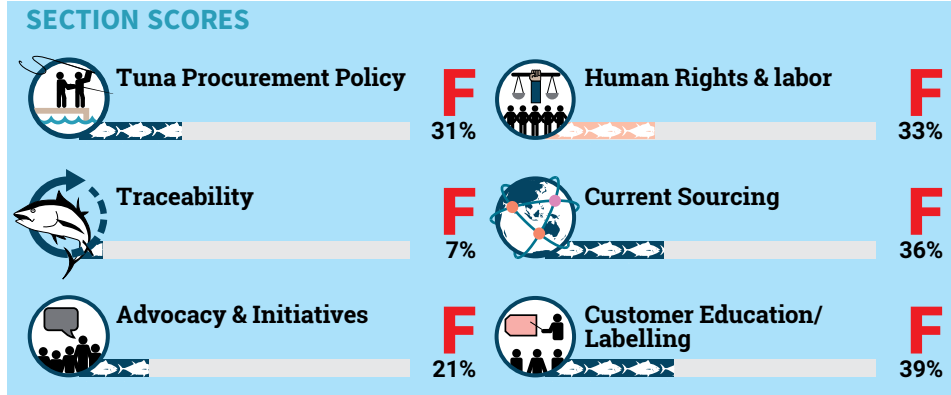 SECTION SCORES
Tuna Procurement Policy
F
31%
Human Rights & labor
F
33%
Traceability
F
7%
Current Sourcing
F
36%
Advocacy & Initiatives
F
21%
Customer Education/
Labelling
F
39%